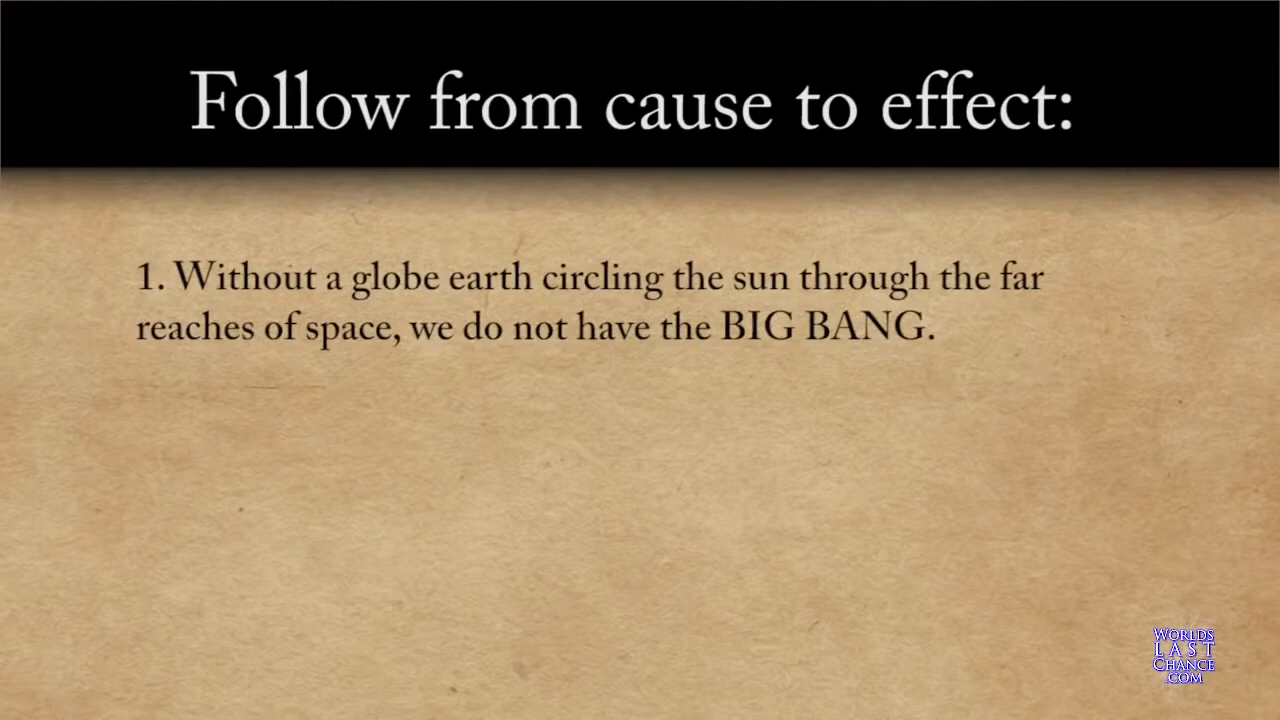 Follow from cause to effect:
1. Without a globe earth circling the sun through the far
reaches of space, we do not have the BIG BANG.
WORLDS
LAST
CHANCE
.COM